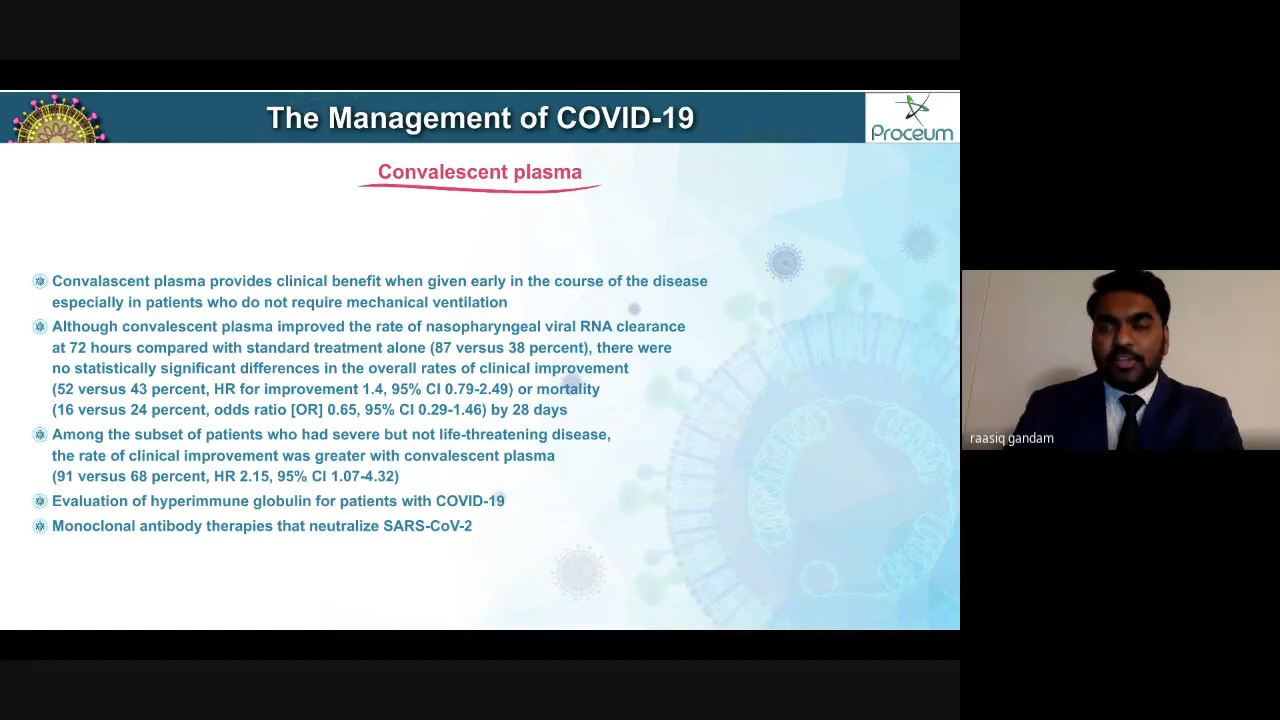 The Management of COVID-19
Proceum
Convalescent plasma
Convalascent plasma provides clinical benefit when given early in the course of the disease
especially in patients who do not require mechanical ventilation
Although convalescent plasma improved the rate of nasopharyngeal viral RNA clearance
at 72 hours compared with standard treatment alone (87 versus 38 percent), there were
no statistically significant differences in the overall rates of clinical improvement
(52 versus 43 percent, HR for improvement 1.4, 95% CI 0.79-2.49) or mortality
(16 versus 24 percent, odds ratio [OR] 0.65, 95% CI 0.29-1.46) by 28 days
Among the subset of patients who had severe but not life-threatening disease,
the rate of clinical improvement was greater with convalescent plasma
(91 versus 68 percent, HR 2.15, 95% CI 1.07-4.32)
Evaluation of hyperimmune globulin for patients with COVID-19
Monoclonal antibody therapies that neutralize SARS-CoV-2
raasiq gandam